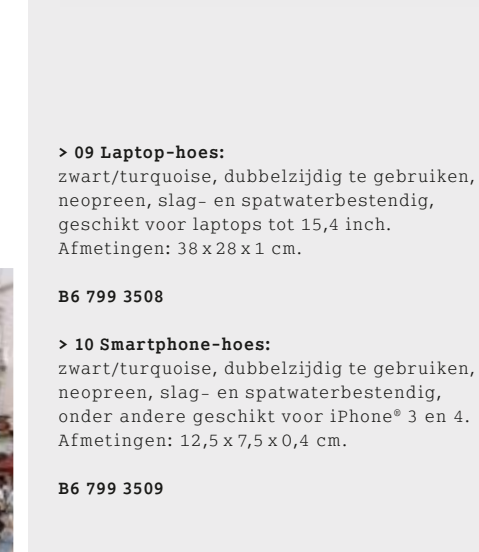 > 09 Laptop-hoes:
zwart/turquoise, dubbelzijdig te gebruiken,
neopreen, slag- en spatwaterbestendig,
geschikt voor laptops tot 15,4 inch.
Afmetingen: 38 x 28 x 1 cm.
B6 799 3508
> 10 Smartphone-hoes:
zwart/turquoise, dubbelzijdig te gebruiken,
neopreen, slag- en spatwaterbestendig,
onder andere geschikt voor iPhone® 3 en 4.
Afmetingen: 12,5 x 7,5 x 0,4 cm.
B6 799 3509